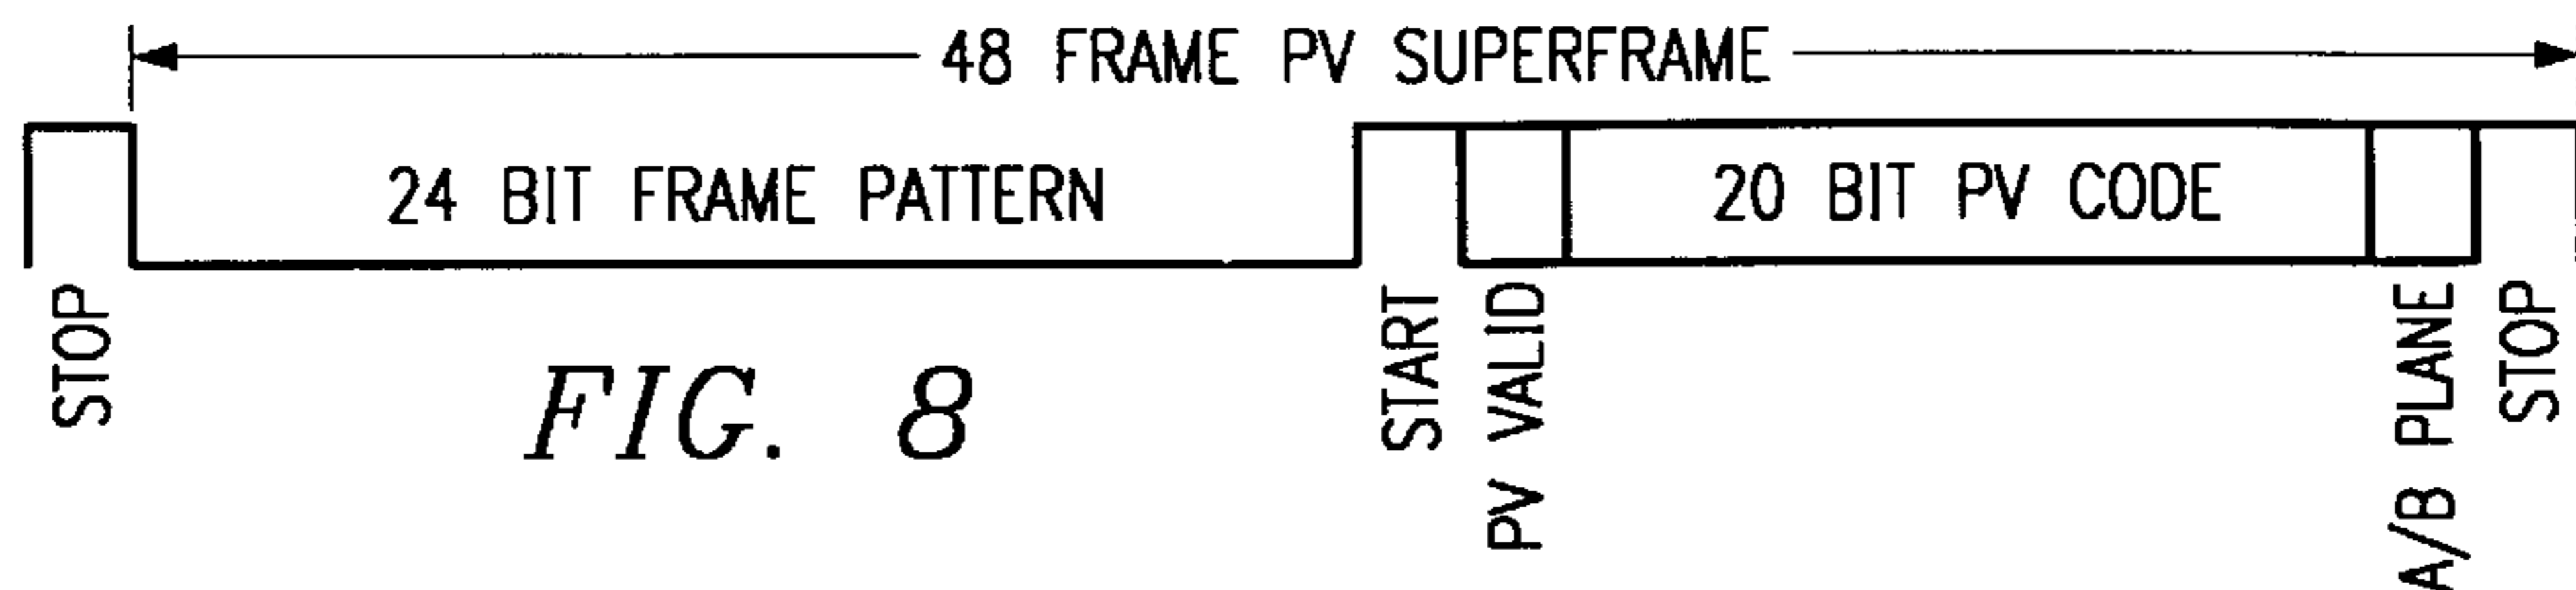 48 FRAME PV SUPERFRAME
24 BIT FRAME PATTERN
20 BIT PV CODE
STOP
START
PV VALID
A/B PLANE
STOP
FIG. 8